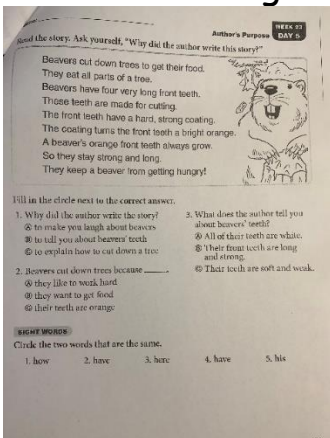 WEEK 23
Author's Purpose DAY 5
Read the story. Ask yourself, "Why did the author write this story?"
Beavers cut down trees to get their food.
They eat all parts of a tree.
Beavers have four very long front teeth.
Those teeth are made for cutting.
The front teeth have a hard, strong coating.
The coating turns the front teeth a bright orange.
A beaver's orange front teeth always grow.
So they stay strong and long.
They keep a beaver from getting hungry!
Fill in the circle next to the correct answer.
1. Why did the author write the story?
Ⓐ to make you laugh about beavers
Ⓑ to tell you about beavers' teeth
Ⓒ to explain how to cut down a tree
2. Beavers cut down trees because ______.
Ⓐ they like to work hard
Ⓑ they want to get food
Ⓒ their teeth are orange
3. What does the author tell you
about beavers' teeth?
Ⓐ All of their teeth are white.
Ⓑ Their front teeth are long
and strong.
Ⓒ Their teeth are soft and weak.
SIGHT WORDS
Circle the two words that are the same.
1. how 2. have 3. here 4. have 5. his